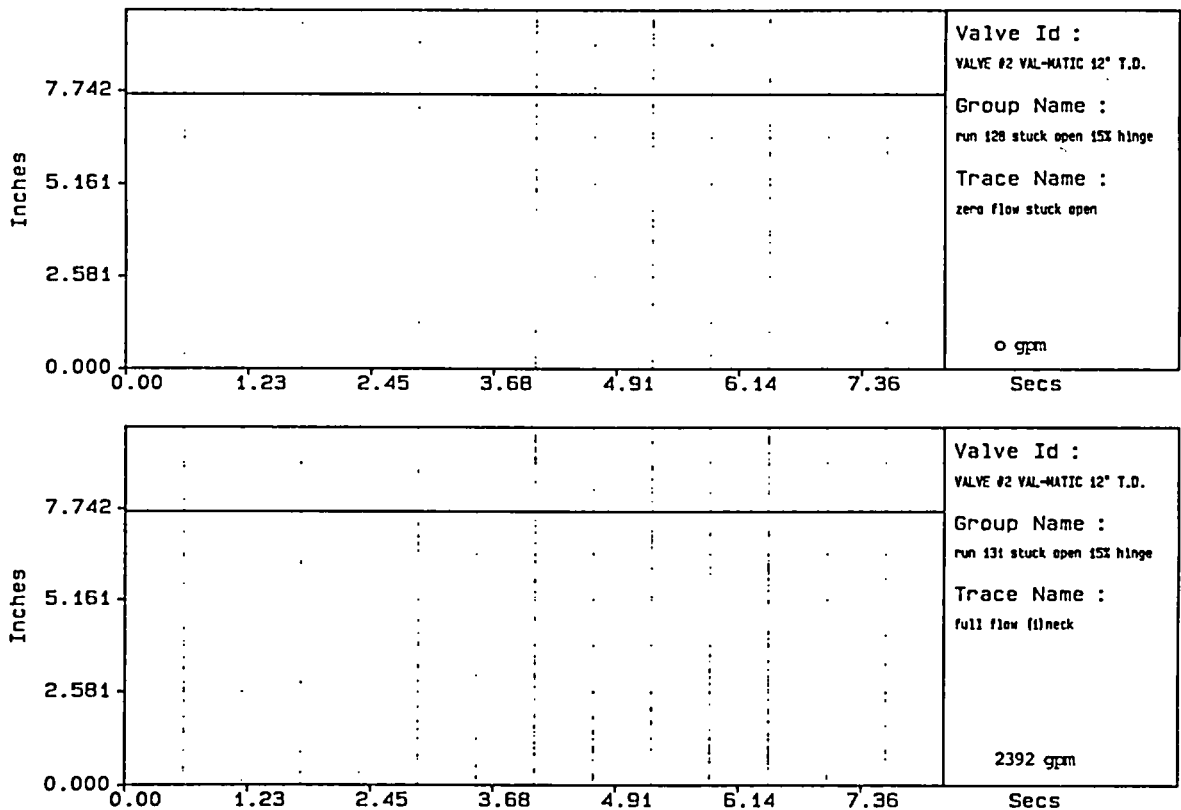 Valve Id :
VALVE #2 VAL-MATIC 12" T.D.
Group Name :
run 128 stuck open 15% hinge
Trace Name :
zero flow stuck open
o gpm
Inches
7.742
5.161
2.581
0.000
0.00 1.23 2.45 3.68 4.91 6.14 7.36 Secs
Valve Id :
VALVE #2 VAL-MATIC 12" T.D.
Group Name :
run 131 stuck open 15% hinge
Trace Name :
full flow (1)neck
2392 gpm
Inches
7.742
5.161
2.581
0.000
0.00 1.23 2.45 3.68 4.91 6.14 7.36 Secs